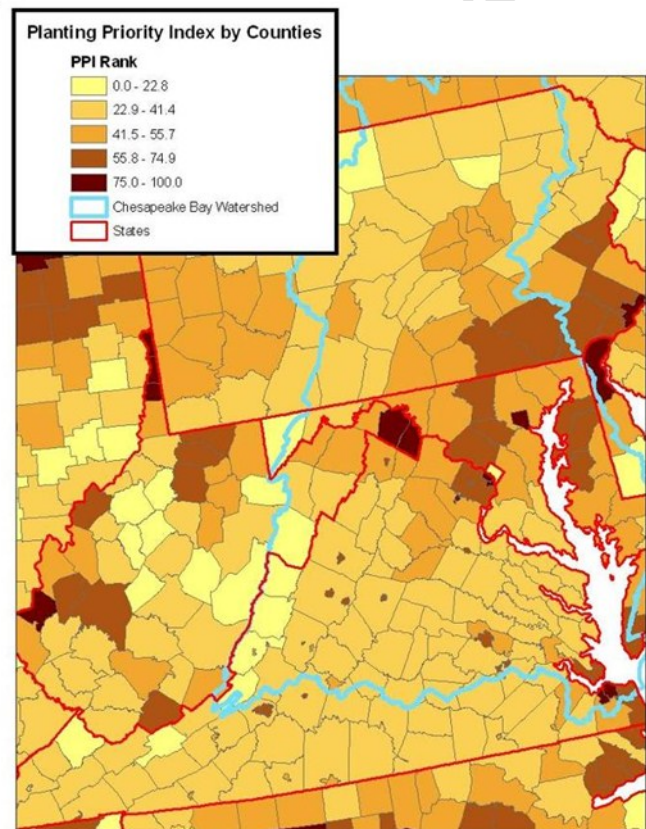 Planting Priority Index by Counties
PPI Rank
0.0 - 22.8
22.9 - 41.4
41.5 - 55.7
55.8 - 74.9
75.0 - 100.0
Chesapeake Bay Watershed
States